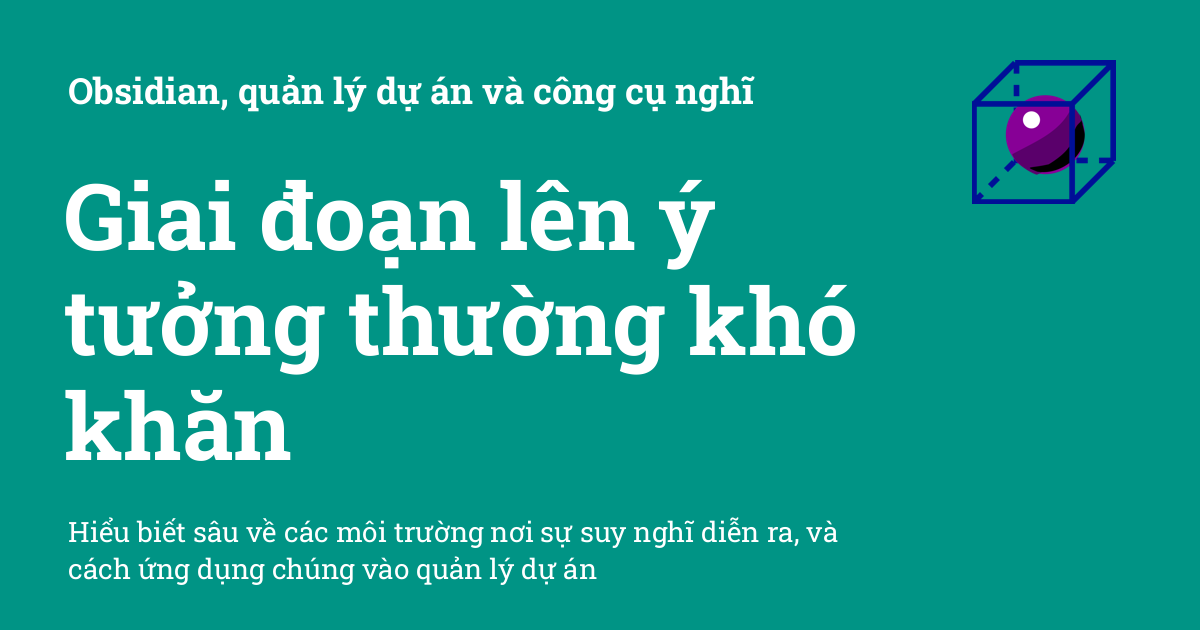 Obsidian, quản lý dự án và công cụ nghĩ
Giai đoạn lên ý
tưởng thường khó
khăn
Hiểu biết sâu về các môi trường nơi sự suy nghĩ diễn ra, và
cách ứng dụng chúng vào quản lý dự án